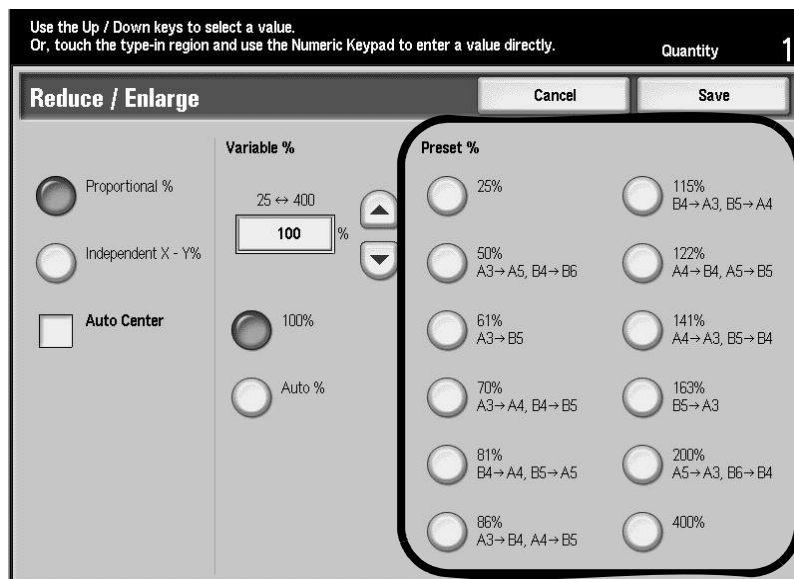 Use the Up / Down keys to select a value.
Or, touch the type-in region and use the Numeric Keypad to enter a value directly.
Quantity 1
Reduce / Enlarge
Cancel
Save
Proportional %
Independent X - Y%
Auto Center
Variable %
25 ↔ 400
100 %
100%
Auto %
Preset %
25%
50%
A3→A5, B4→B6
61%
A3→B5
70%
A3→A4, B4→B5
81%
B4→A4, B5→A5
86%
A3→B4, A4→B5
115%
B4→A3, B5→A4
122%
A4→B4, A5→B5
141%
A4→A3, B5→B4
163%
B5→A3
200%
A5→A3, B6→B4
400%